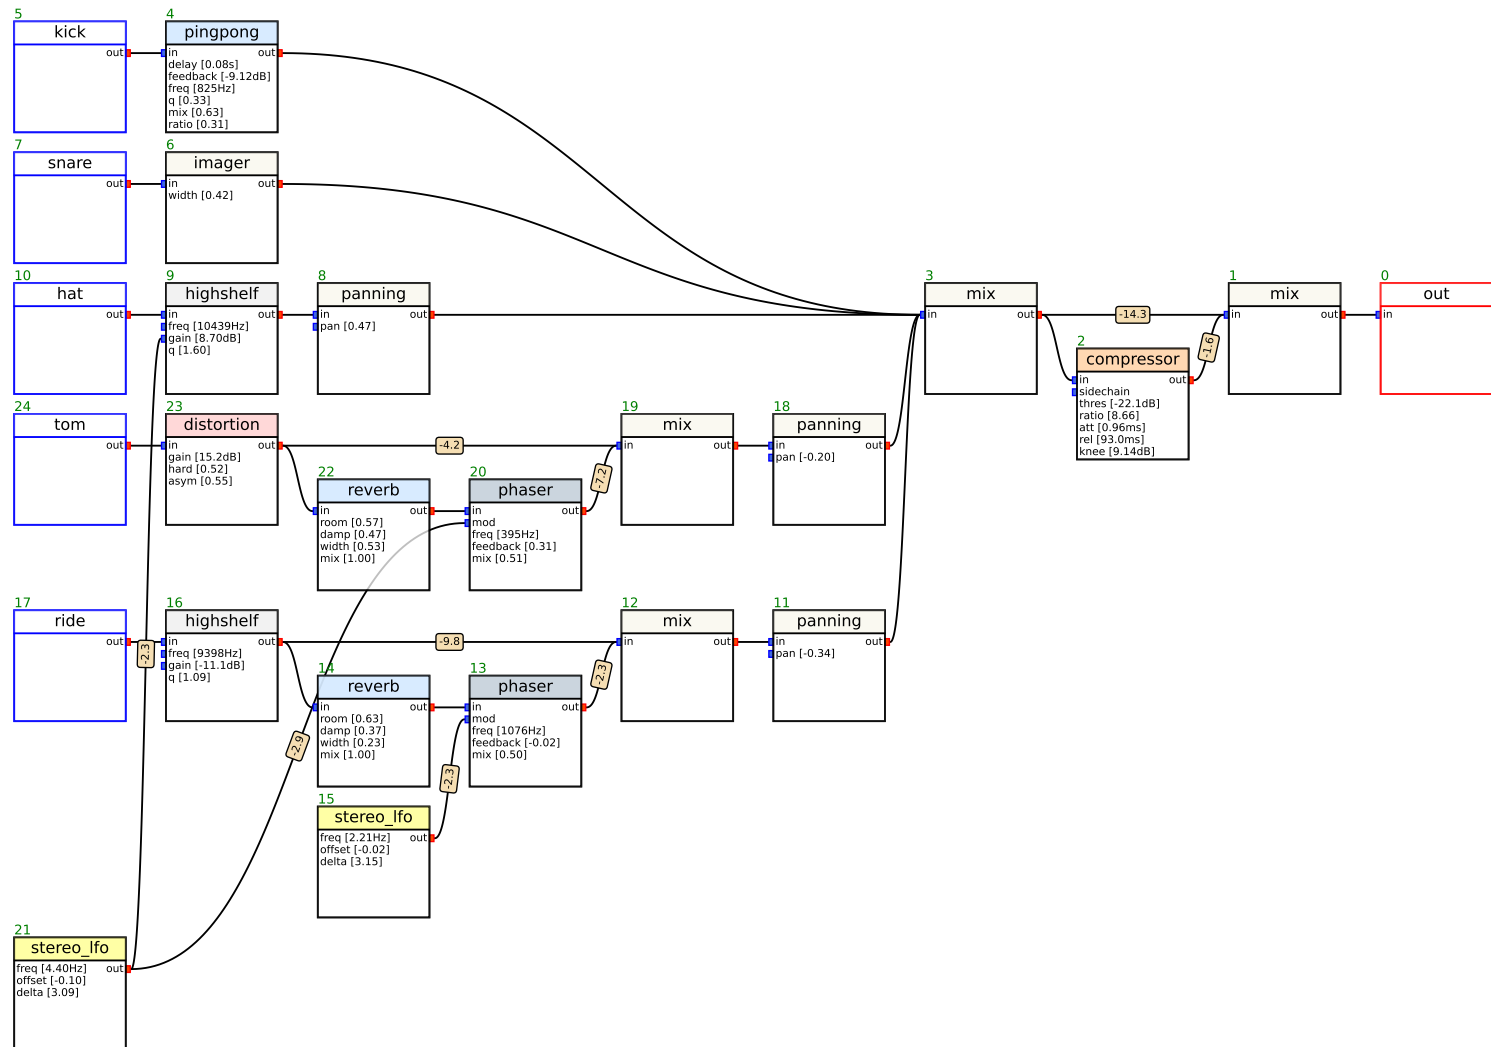 5
kick
out
4
pingpong
in out
delay [0.08s]
feedback [-9.12dB]
freq [825Hz]
q [0.33]
mix [0.63]
ratio [0.31]
7
snare
out
6
imager
in out
width [0.42]
10
hat
out
9
highshelf
in out
freq [10439Hz]
gain [8.70dB]
q [1.60]
8
panning
in out
pan [0.47]
3
mix
in out
-14.3
2
compressor
in out
sidechain
thres [-22.1dB]
ratio [8.66]
att [0.96ms]
rel [93.0ms]
knee [9.14dB]
-1.6
1
mix
in out
0
out
in
24
tom
out
23
distortion
in out
gain [15.2dB]
hard [0.52]
asym [0.55]
-4.2
22
reverb
in out
room [0.57]
damp [0.47]
width [0.53]
mix [1.00]
20
phaser
in out
mod
freq [395Hz]
feedback [0.31]
mix [0.51]
-7.2
19
mix
in out
18
panning
in out
pan [-0.20]
17
ride
out
-2.3
16
highshelf
in out
freq [9398Hz]
gain [-11.1dB]
q [1.09]
-9.8
14
reverb
in out
room [0.63]
damp [0.37]
width [0.23]
mix [1.00]
13
phaser
in out
mod
freq [1076Hz]
feedback [-0.02]
mix [0.50]
-2.3
12
mix
in out
11
panning
in out
pan [-0.34]
-2.9
-2.3
15
stereo_lfo
freq [2.21Hz] out
offset [-0.02]
delta [3.15]
21
stereo_lfo
freq [4.40Hz] out
offset [-0.10]
delta [3.09]